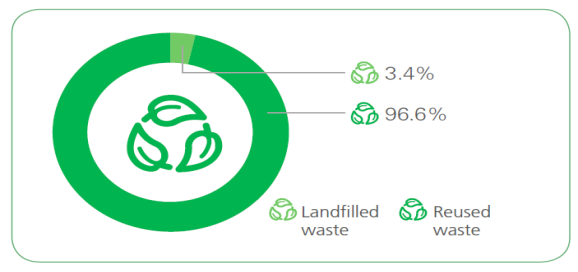 3.4%
96.6%
Landfilled
waste
Reused
waste